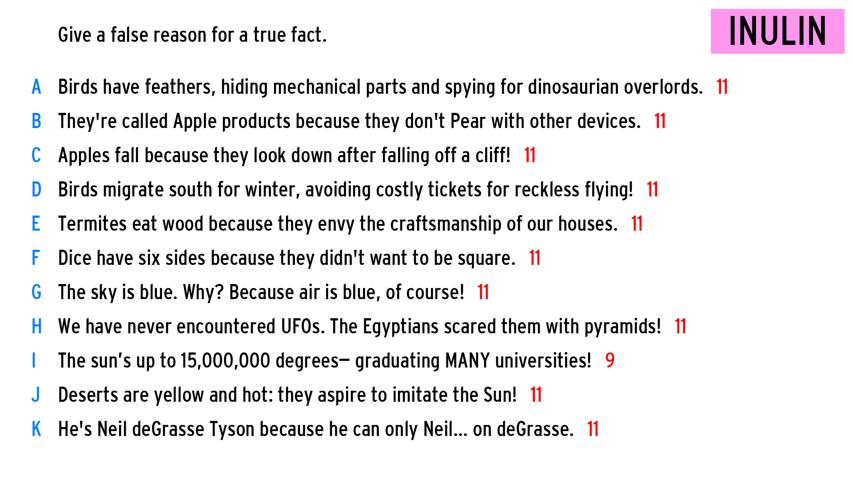 Give a false reason for a true fact.
INULIN
A Birds have feathers, hiding mechanical parts and spying for dinosaurian overlords. 11
B They're called Apple products because they don't Pear with other devices. 11
C Apples fall because they look down after falling off a cliff! 11
D Birds migrate south for winter, avoiding costly tickets for reckless flying! 11
E Termites eat wood because they envy the craftsmanship of our houses. 11
F Dice have six sides because they didn't want to be square. 11
G The sky is blue. Why? Because air is blue, of course! 11
H We have never encountered UFOs. The Egyptians scared them with pyramids! 11
I The sun’s up to 15,000,000 degrees— graduating MANY universities! 9
J Deserts are yellow and hot: they aspire to imitate the Sun! 11
K He's Neil deGrasse Tyson because he can only Neil... on deGrasse. 11